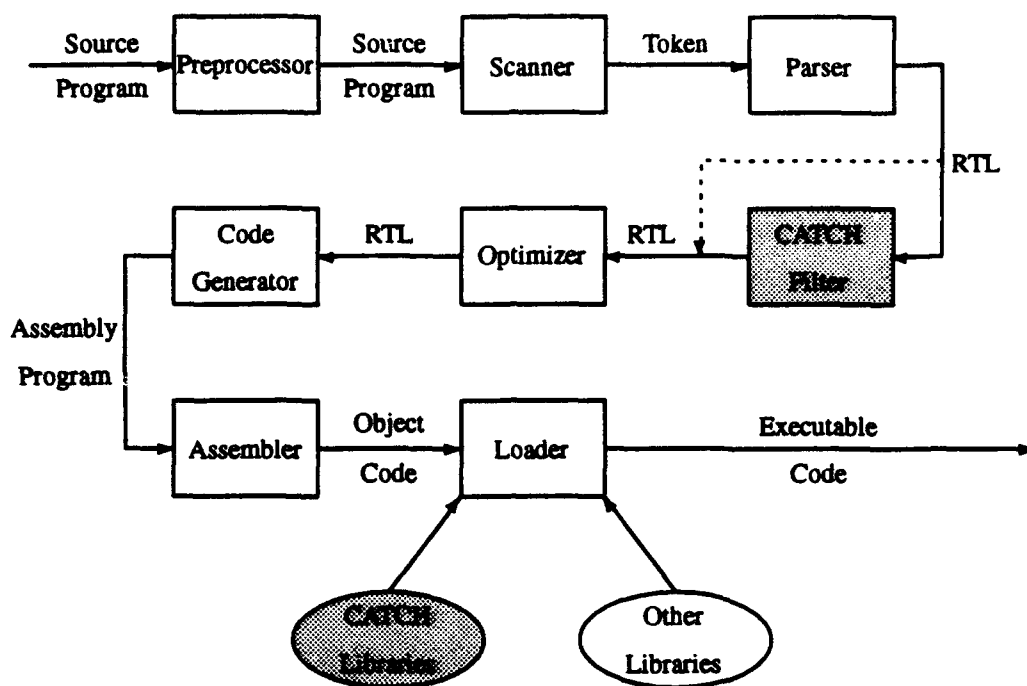 Source
Program
Preprocessor
Source
Program
Scanner
Token
Parser
RTL
Code
Generator
RTL
Optimizer
RTL
CATCH
Filter
Assembly
Program
Assembler
Object
Code
Loader
Executable
Code
CATCH
Libraries
Other
Libraries